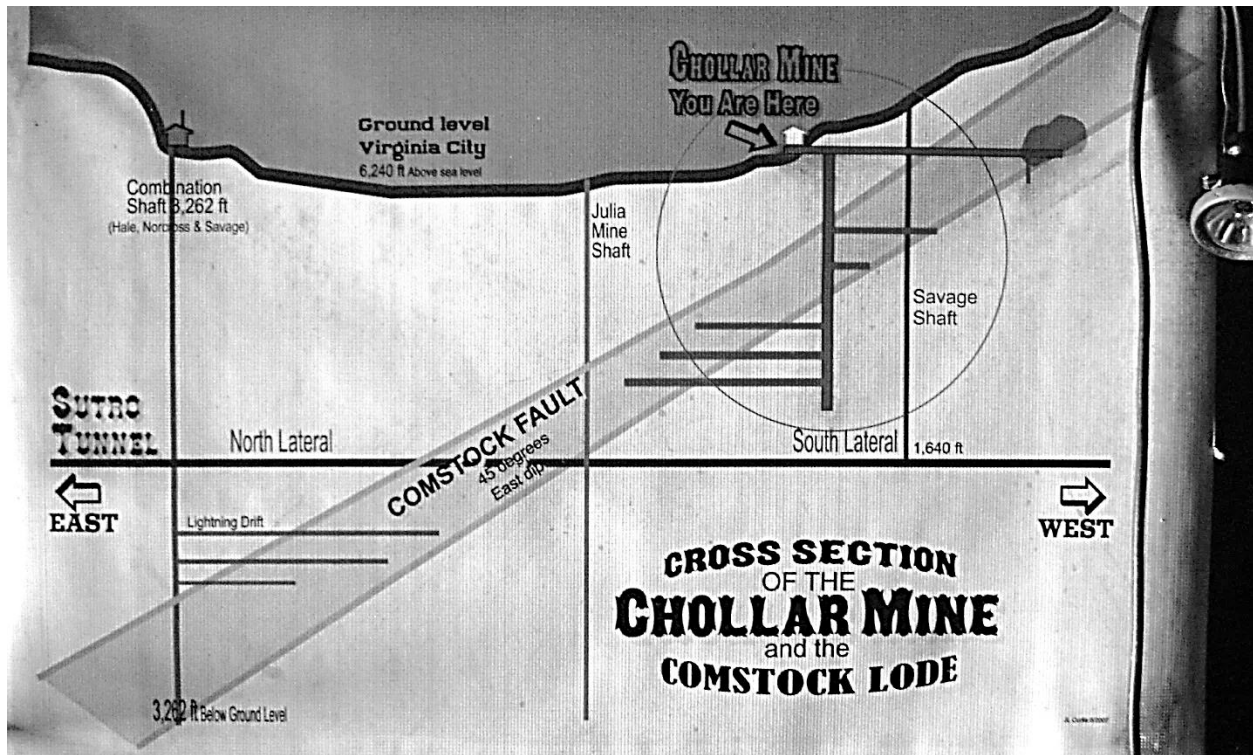 CHOLLAR MINE
You Are Here
Ground level
Virginia City
6,240 ft Above sea level
Combination
Shaft 3,262 ft
(Hale, Norcross & Savage)
Julia
Mine
Shaft
Savage
Shaft
SUTRO
TUNNEL
North Lateral
COMSTOCK FAULT
45 degrees
East dip
South Lateral
1,640 ft
EAST
WEST
Lightning Drift
CROSS SECTION
OF THE
CHOLLAR MINE
and the
COMSTOCK LODE
3,262 ft Below Ground Level